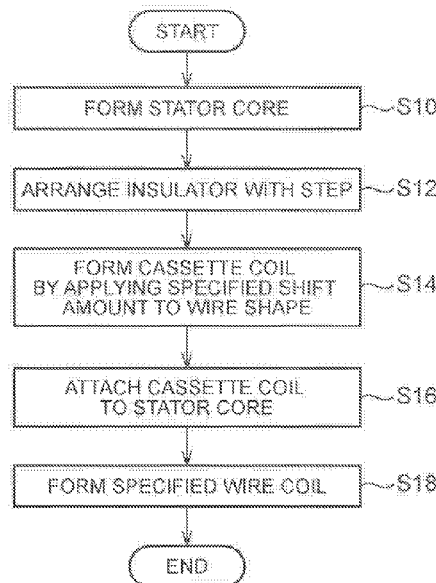 START
FORM STATOR CORE
S10
ARRANGE INSULATOR WITH STEP
S12
FORM CASSETTE COIL
BY APPLYING SPECIFIED SHIFT
AMOUNT TO WIRE SHAPE
S14
ATTACH CASSETTE COIL
TO STATOR CORE
S16
FORM SPECIFIED WIRE COIL
S18
END